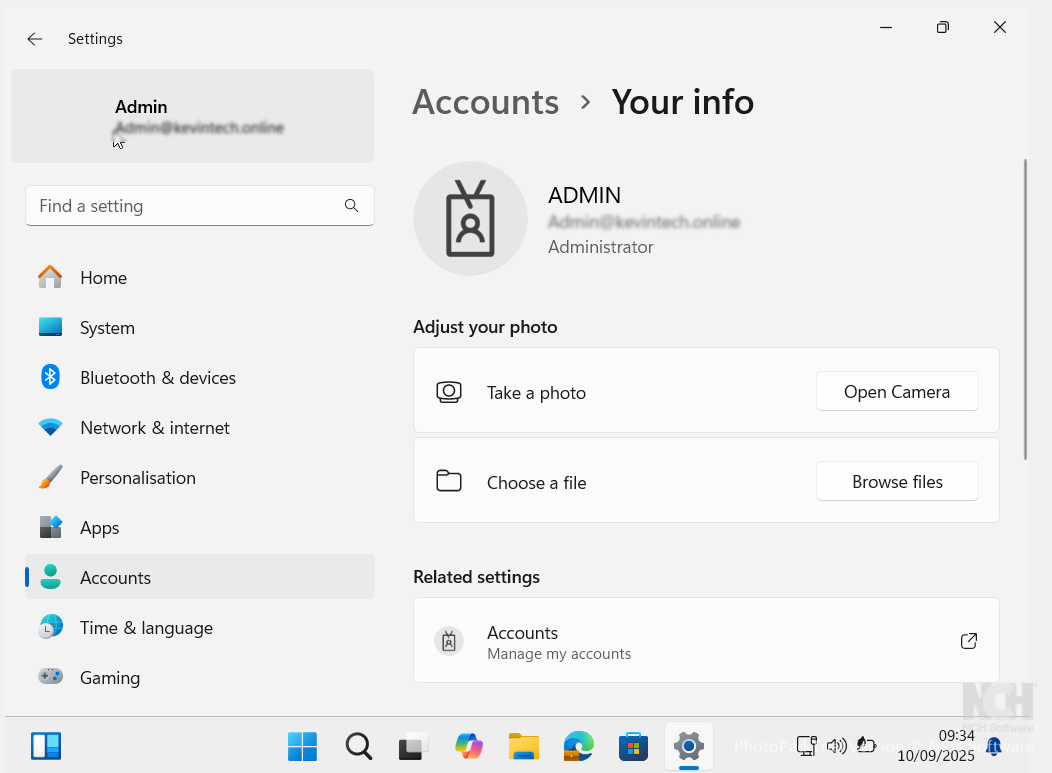 Settings
Admin
Admin@kevintech.online
Find a setting
Home
System
Bluetooth & devices
Network & internet
Personalisation
Apps
Accounts
Time & language
Gaming
Accounts > Your info
ADMIN
Admin@kevintech.online
Administrator
Adjust your photo
Take a photo
Open Camera
Choose a file
Browse files
Related settings
Accounts
Manage my accounts
NCH
NCH Software
09:34
10/09/2025